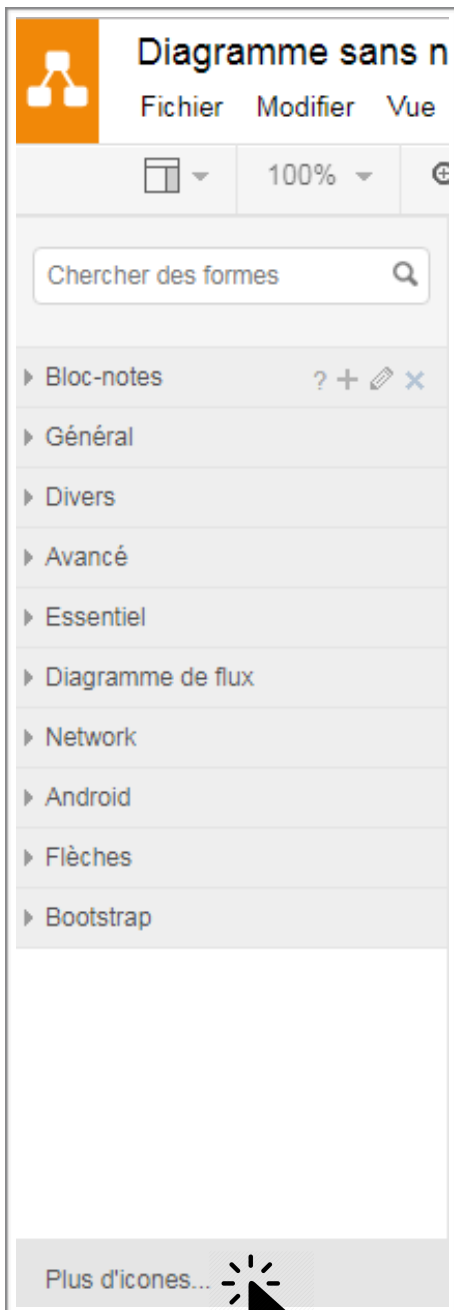 Diagramme sans n
Fichier Modifier Vue
100%
Chercher des formes
Bloc-notes ? +
Général
Divers
Avancé
Essentiel
Diagramme de flux
Network
Android
Flèches
Bootstrap
Plus d'icones...